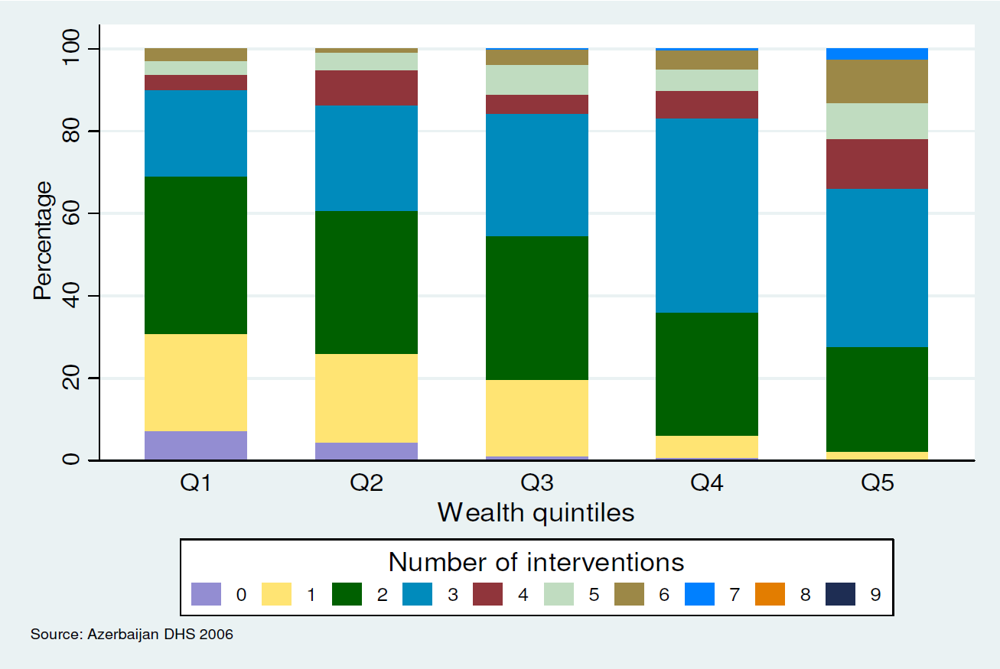 100
80
60
40
20
0
Percentage
Q1 Q2 Q3 Q4 Q5
Wealth quintiles
Number of interventions
0 1 2 3 4 5 6 7 8 9
Source: Azerbaijan DHS 2006